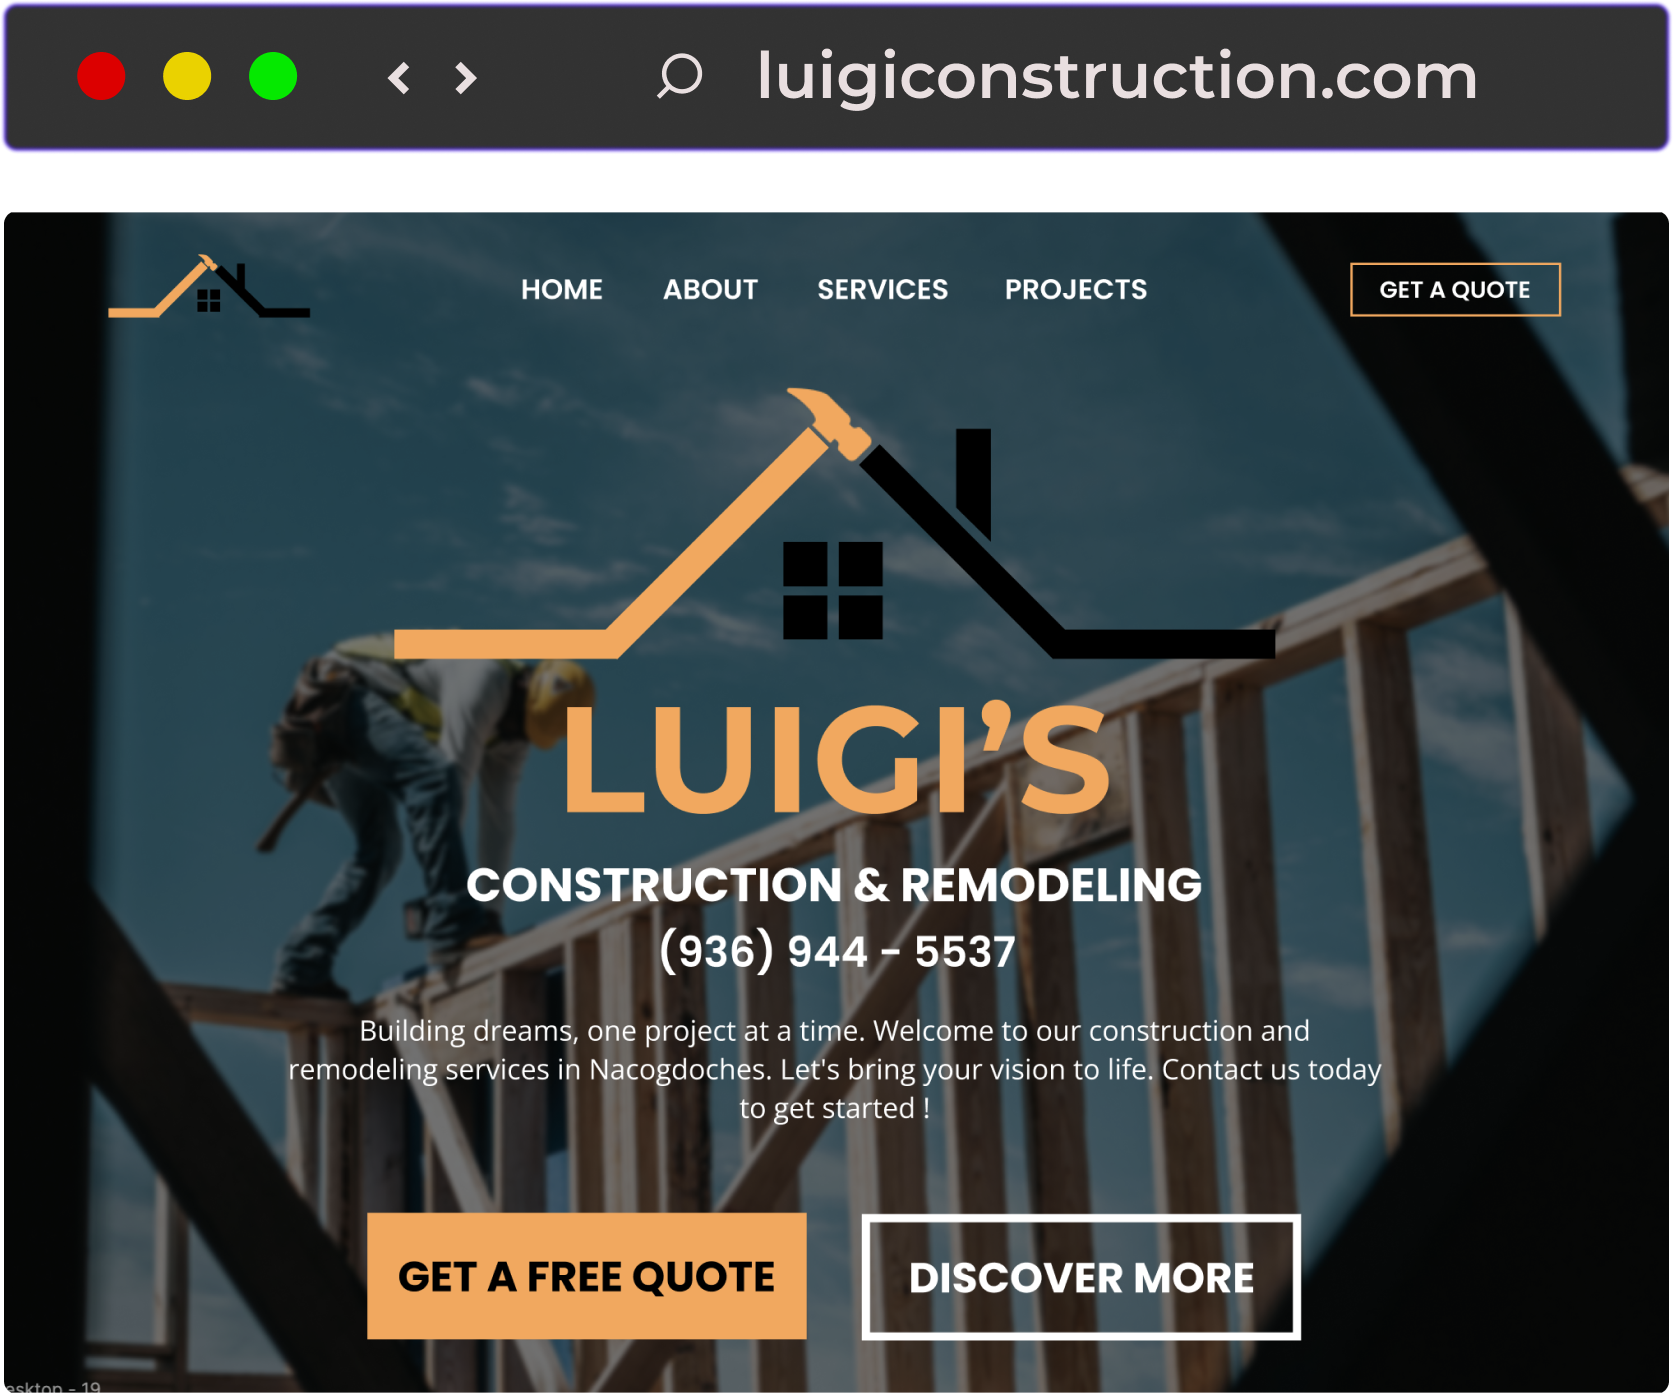 luigiconstruction.com
HOME ABOUT SERVICES PROJECTS GET A QUOTE
LUIGI’S
CONSTRUCTION & REMODELING
(936) 944 - 5537
Building dreams, one project at a time. Welcome to our construction and
remodeling services in Nacogdoches. Let's bring your vision to life. Contact us today
to get started !
GET A FREE QUOTE DISCOVER MORE
esktop - 19